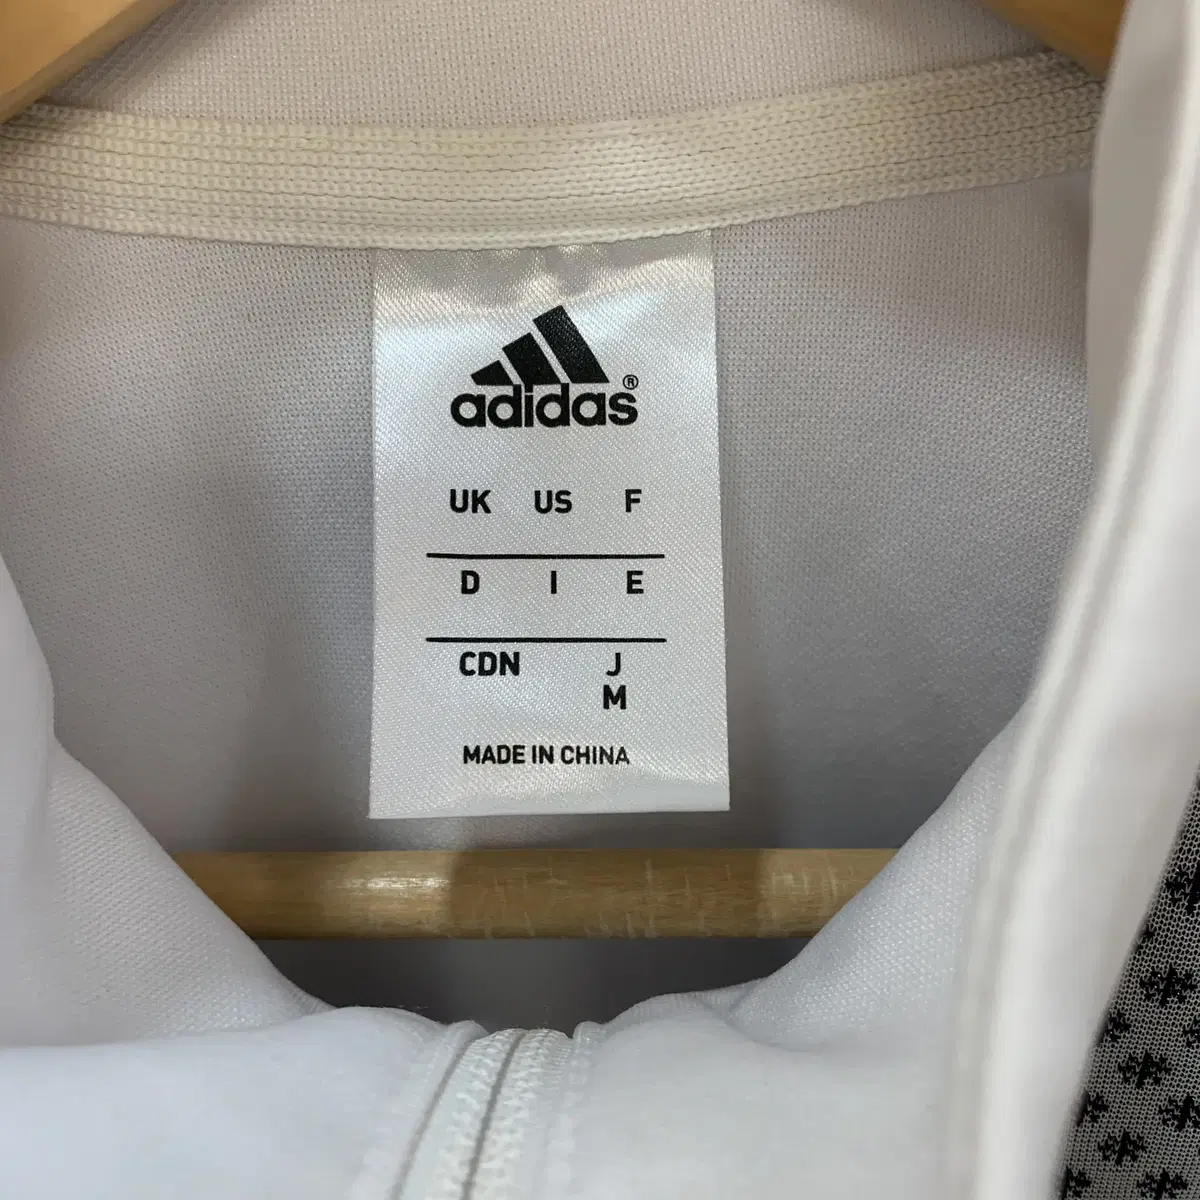 adidas®
UK US F
D I E
CDN J
M
MADE IN CHINA